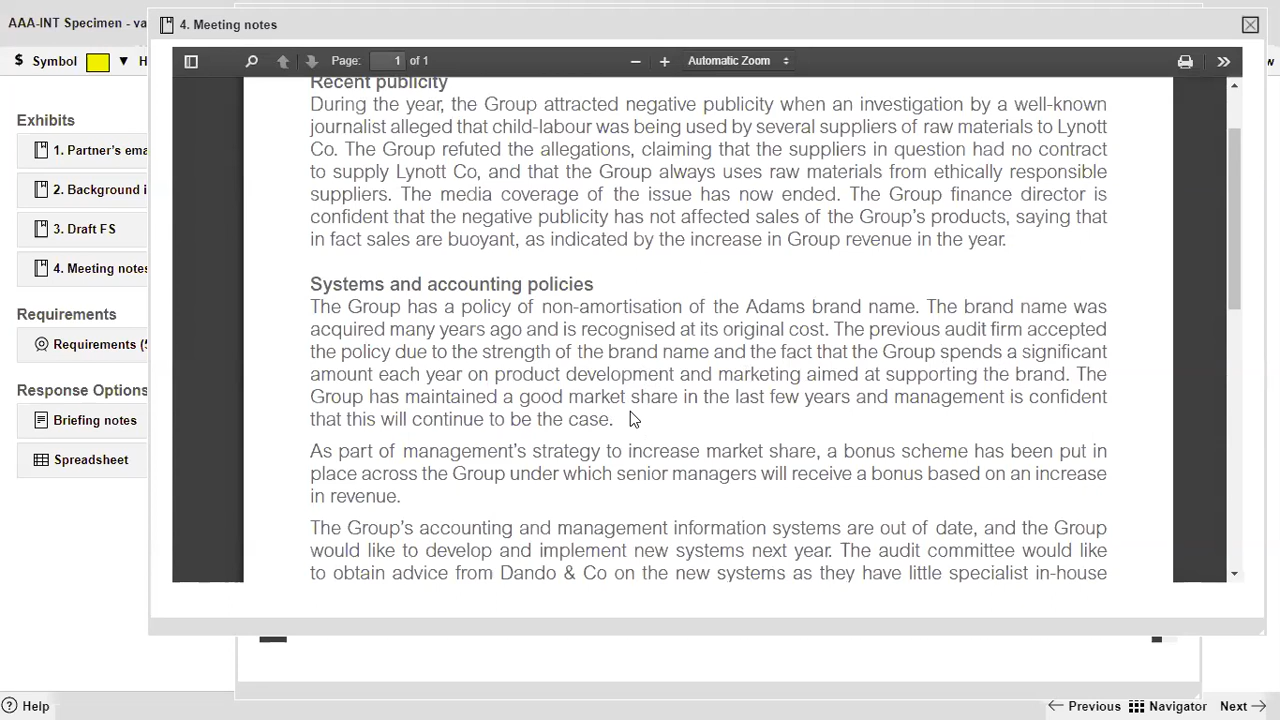 AAA-INT Specimen - va
4. Meeting notes
$ Symbol
H
w
Page: 1 of 1
Automatic Zoom
Exhibits
1. Partner's ema
2. Background i
3. Draft FS
4. Meeting notes
Requirements
Requirements (5
Response Options
Briefing notes
Spreadsheet
Recent publicity
During the year, the Group attracted negative publicity when an investigation by a well-known
journalist alleged that child-labour was being used by several suppliers of raw materials to Lynott
Co. The Group refuted the allegations, claiming that the suppliers in question had no contract
to supply Lynott Co, and that the Group always uses raw materials from ethically responsible
suppliers. The media coverage of the issue has now ended. The Group finance director is
confident that the negative publicity has not affected sales of the Group's products, saying that
in fact sales are buoyant, as indicated by the increase in Group revenue in the year.
Systems and accounting policies
The Group has a policy of non-amortisation of the Adams brand name. The brand name was
acquired many years ago and is recognised at its original cost. The previous audit firm accepted
the policy due to the strength of the brand name and the fact that the Group spends a significant
amount each year on product development and marketing aimed at supporting the brand. The
Group has maintained a good market share in the last few years and management is confident
that this will continue to be the case.
As part of management's strategy to increase market share, a bonus scheme has been put in
place across the Group under which senior managers will receive a bonus based on an increase
in revenue.
The Group's accounting and management information systems are out of date, and the Group
would like to develop and implement new systems next year. The audit committee would like
to obtain advice from Dando & Co on the new systems as they have little specialist in-house
Help
Previous
Navigator
Next